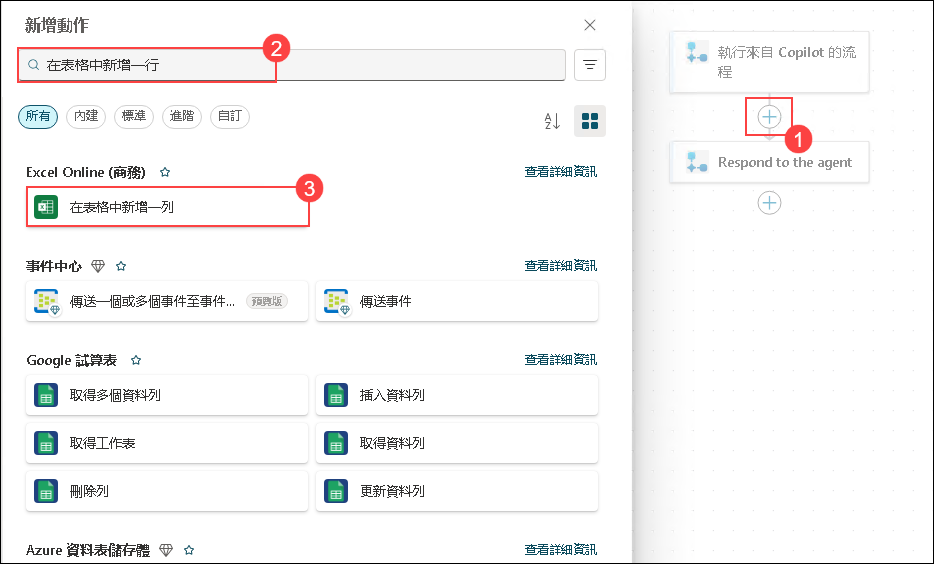 新增動作
2
在表格中新增一行
所有
內建
標準
進階
自訂
Excel Online (商務)
查看詳細資訊
3
在表格中新增一列
事件中心
查看詳細資訊
傳送一個或多個事件至事件...
預覽版
傳送事件
Google 試算表
查看詳細資訊
取得多個資料列
插入資料列
取得工作表
取得資料列
刪除列
更新資料列
Azure 資料表儲存體
查看詳細資訊
執行來自 Copilot 的流
程
1
Respond to the agent